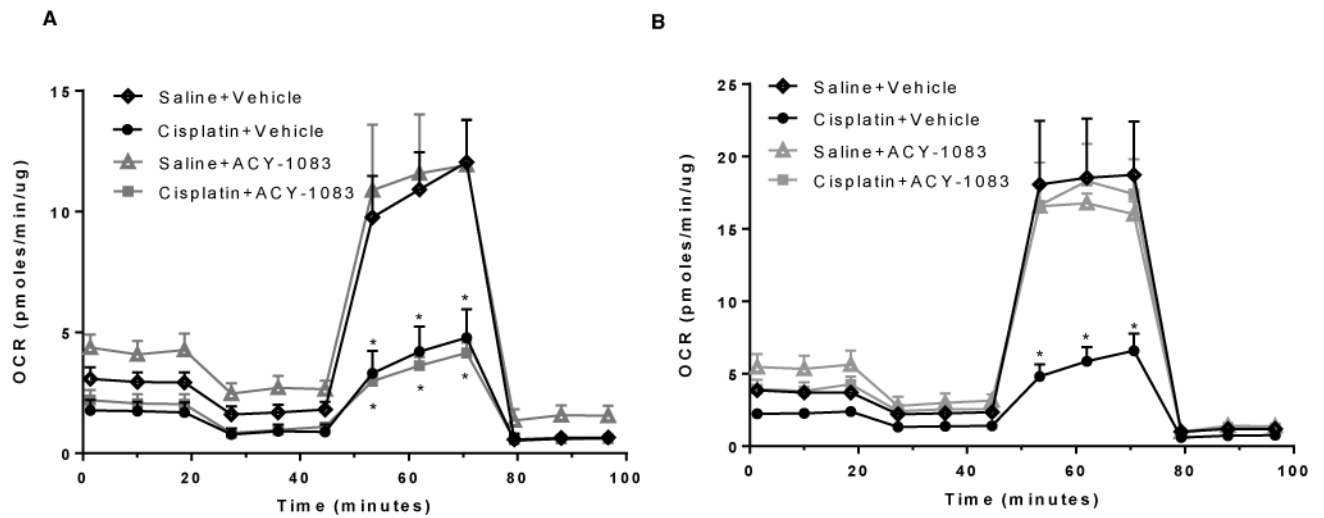 A
OCR (pmoles/min/ug)
15
10
5
0
Saline+Vehicle
Cisplatin+Vehicle
Saline+ACY-1083
Cisplatin+ACY-1083
* * *
* * *
0 20 40 60 80 100
Time (minutes)
B
OCR (pmoles/min/ug)
25
20
15
10
5
0
Saline+Vehicle
Cisplatin+Vehicle
Saline+ACY-1083
Cisplatin+ACY-1083
* * *
0 20 40 60 80 100
Time (minutes)